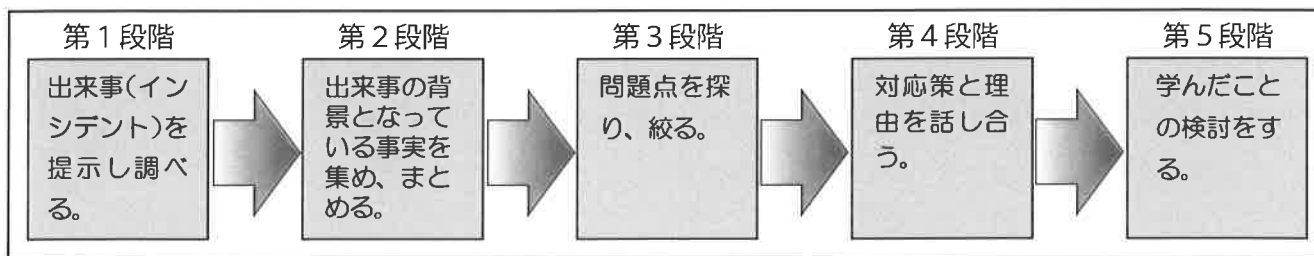 第1段階
出来事(イン
シデント)を
提示し調べ
る。
第2段階
出来事の背
景となって
いる事実を
集め、まと
める。
第3段階
問題点を探
り、絞る。
第4段階
対応策と理
由を話し合
う。
第5段階
学んだこと
の検討をす
る。